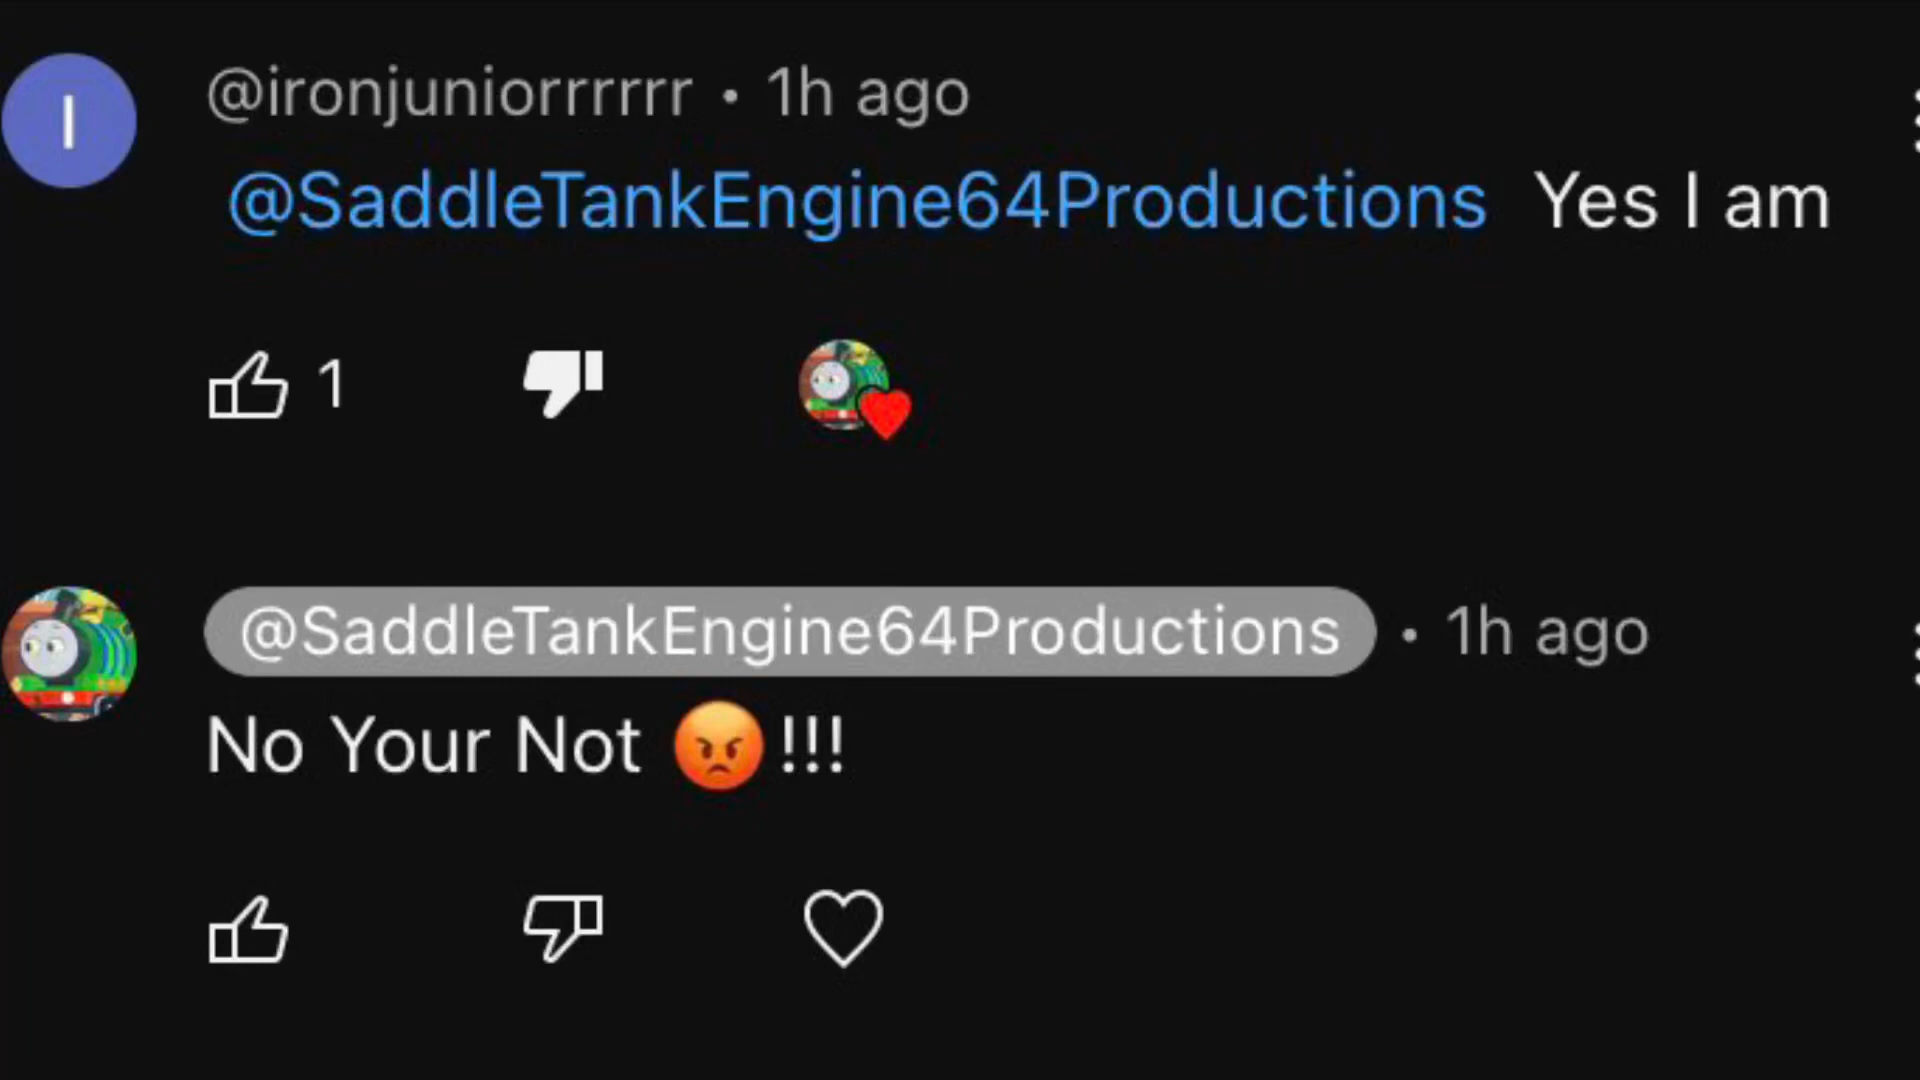 I
@ironjuniorrrrrr • 1h ago
@SaddleTankEngine64Productions Yes I am
1
@SaddleTankEngine64Productions • 1h ago
No Your Not 😡!!!